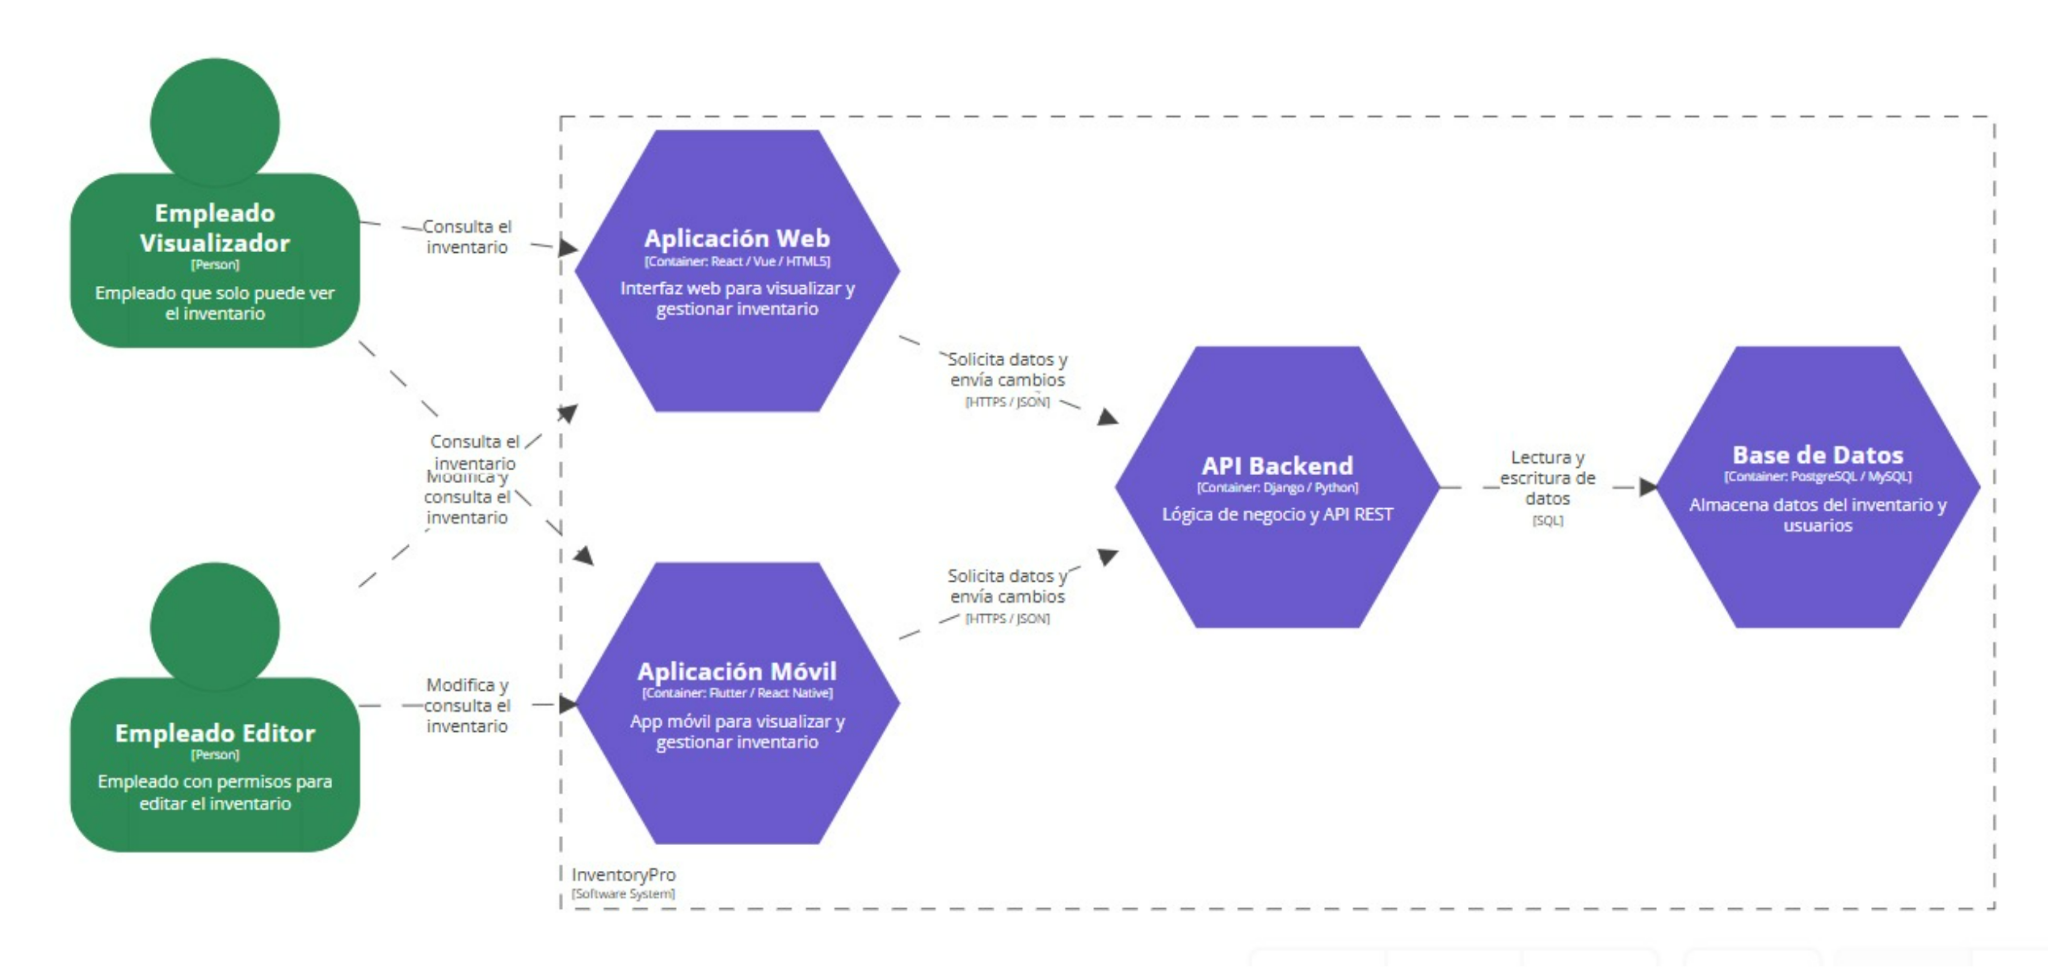 Empleado
Visualizador
[Person]
Empleado que solo puede ver
el inventario
Consulta el
inventario
Aplicación Web
[Container: React / Vue / HTML5]
Interfaz web para visualizar y
gestionar inventario
Solicita datos y
envía cambios
[HTTPS / JSON]
Consulta el
inventario
Modifica y
consulta el
inventario
API Backend
[Container: Django / Python]
Lógica de negocio y API REST
Lectura y
escritura de
datos
[SQL]
Base de Datos
[Container: PostgreSQL / MySQL]
Almacena datos del inventario y
usuarios
Solicita datos y
envía cambios
[HTTPS / JSON]
Empleado Editor
[Person]
Empleado con permisos para
editar el inventario
Modifica y
consulta el
inventario
Aplicación Móvil
[Container: Flutter / React Native]
App móvil para visualizar y
gestionar inventario
InventoryPro
[Software System]